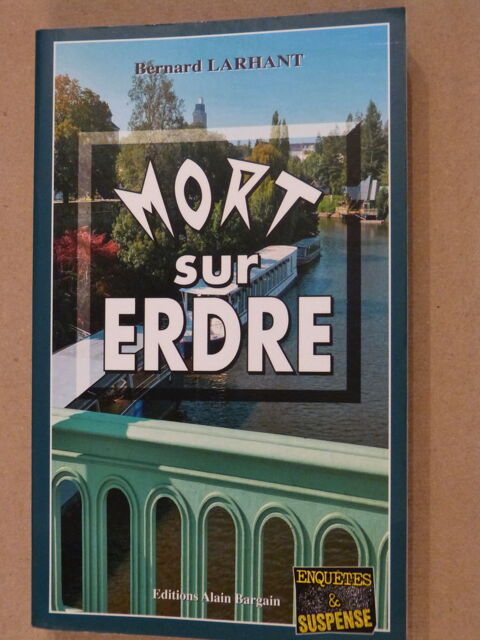 Bernard LARHANT
MORT
sur
ERDRE
Editions Alain Bargain
ENQUÊTES
&
SUSPENSE